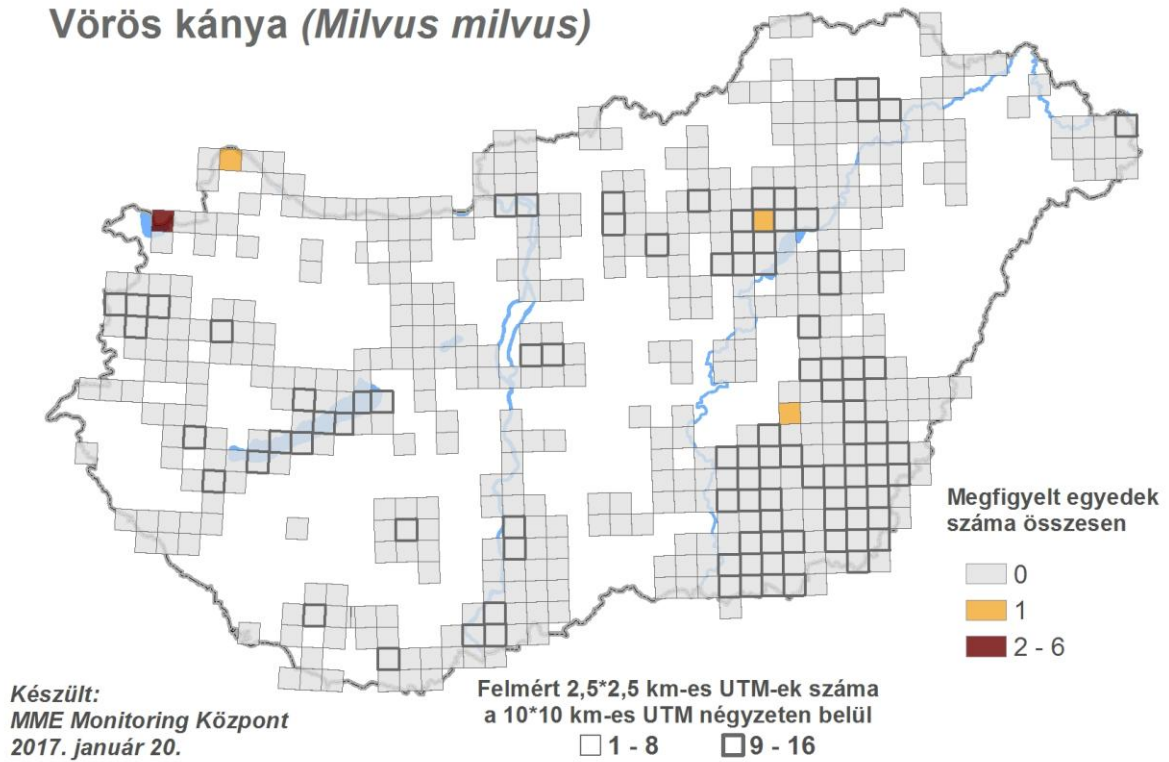 Vörös kánya (Milvus milvus)
Megfigyelt egyedek
száma összesen
0
1
2 - 6
Felmért 2,5*2,5 km-es UTM-ek száma
a 10*10 km-es UTM négyzeten belül
1 - 8 9 - 16
Készült:
MME Monitoring Központ
2017. január 20.